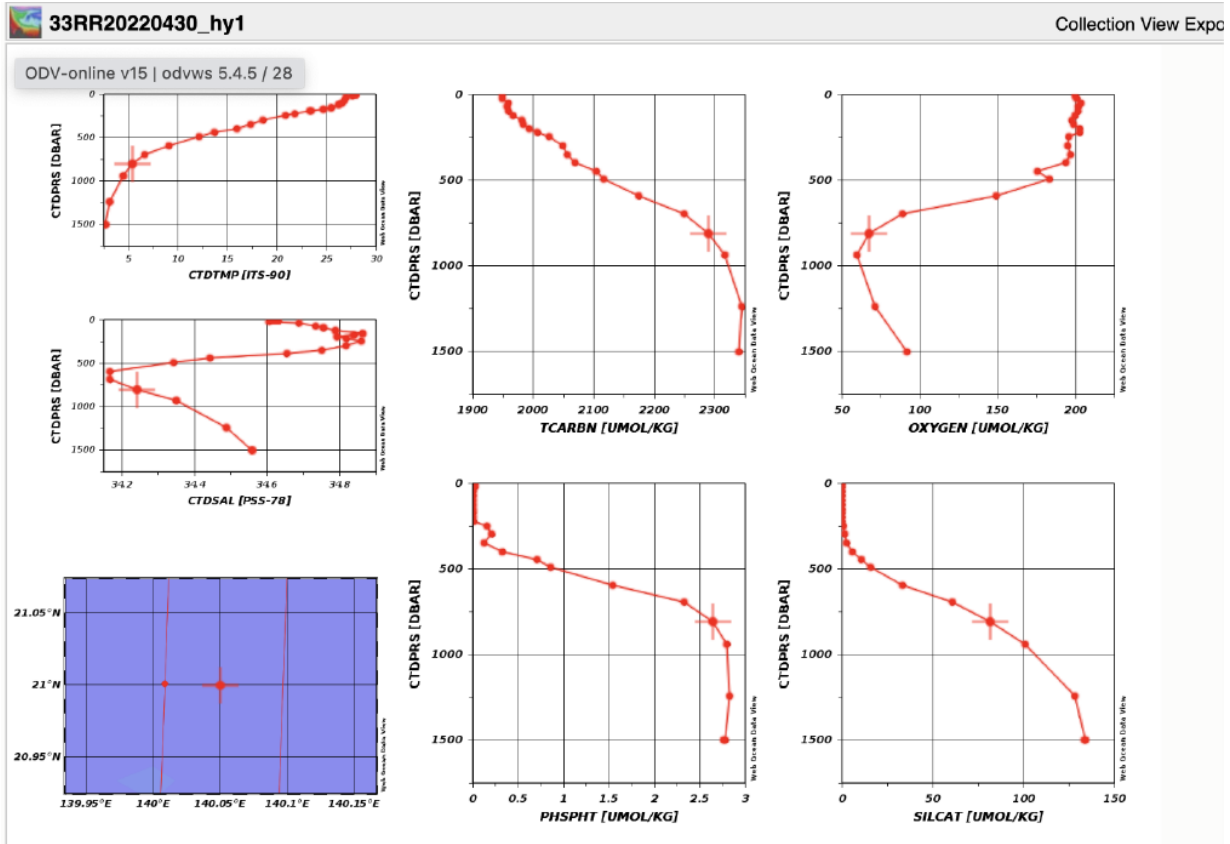 33RR20220430_hy1
Collection View Expo
ODV-online v15 | odvws 5.4.5 / 28
0
500
1000
1500
CTDPRS [DBAR]
5 10 15 20 25 30
CTDTMP [ITS-90]
Web Ocean Data View
0
500
1000
1500
CTDPRS [DBAR]
1900 2000 2100 2200 2300
TCARBN [UMOL/KG]
Web Ocean Data View
0
500
1000
1500
CTDPRS [DBAR]
50 100 150 200
OXYGEN [UMOL/KG]
Web Ocean Data View
0
500
1000
1500
CTDPRS [DBAR]
34.2 34.4 34.6 34.8
CTDSAL [PSS-78]
Web Ocean Data View
21.05°N
21°N
20.95°N
139.95°E 140°E 140.05°E 140.1°E 140.15°E
Web Ocean Data View
0
500
1000
1500
CTDPRS [DBAR]
0 0.5 1 1.5 2 2.5 3
PHSPHT [UMOL/KG]
Web Ocean Data View
0
500
1000
1500
CTDPRS [DBAR]
0 50 100 150
SILCAT [UMOL/KG]
Web Ocean Data View